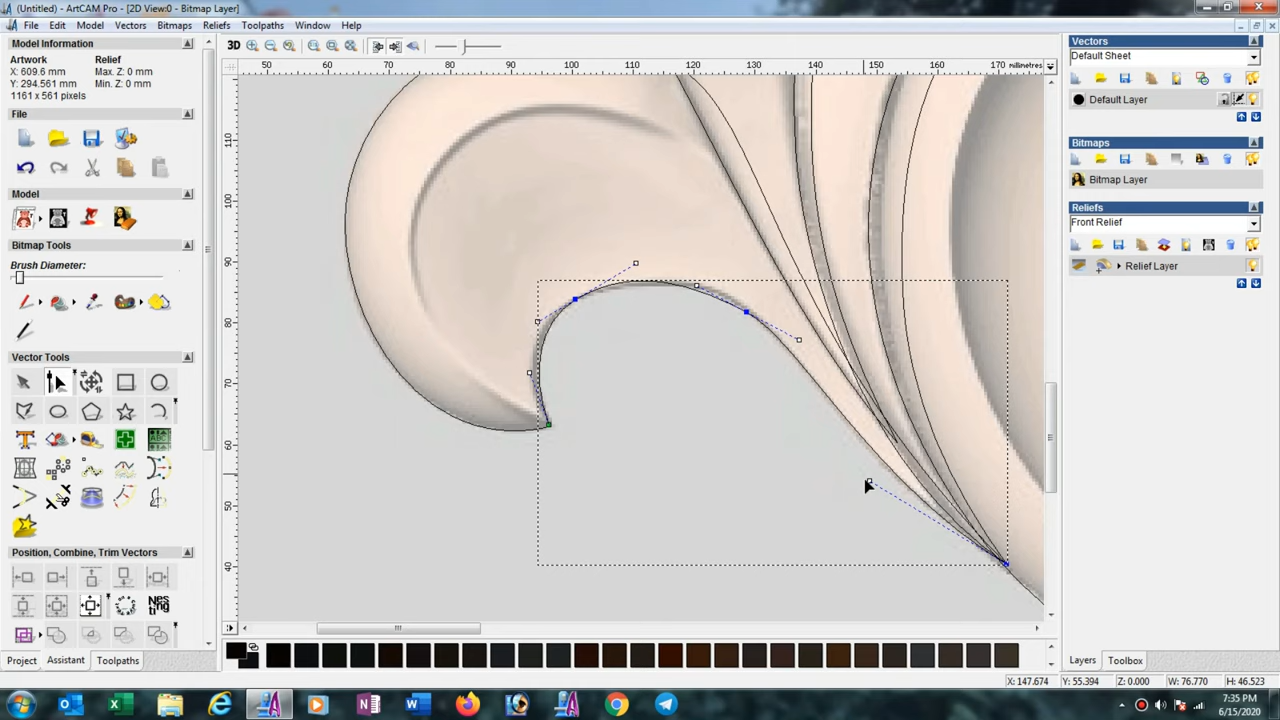 (Untitled) - ArtCAM Pro - [2D View:0 - Bitmap Layer]
File Edit Model Vectors Bitmaps Reliefs Toolpaths Window Help
Model Information
Artwork Relief
X: 609.6 mm Max. Z: 0 mm
Y: 294.561 mm Min. Z: 0 mm
1161 x 561 pixels
File
Model
Bitmap Tools
Brush Diameter:
Vector Tools
Position, Combine, Trim Vectors
Nes
ting
Project Assistant Toolpaths
3D
50 60 70 80 90 100 110 120 130 140 150 160 170 millimetres
110
100
90
80
70
60
50
40
Vectors
Default Sheet
Default Layer
Bitmaps
Bitmap Layer
Reliefs
Front Relief
Relief Layer
Layers Toolbox
X: 147.674 Y: 55.394 Z: 0.000 W: 76.770 H: 46.523
7:35 PM
6/15/2020